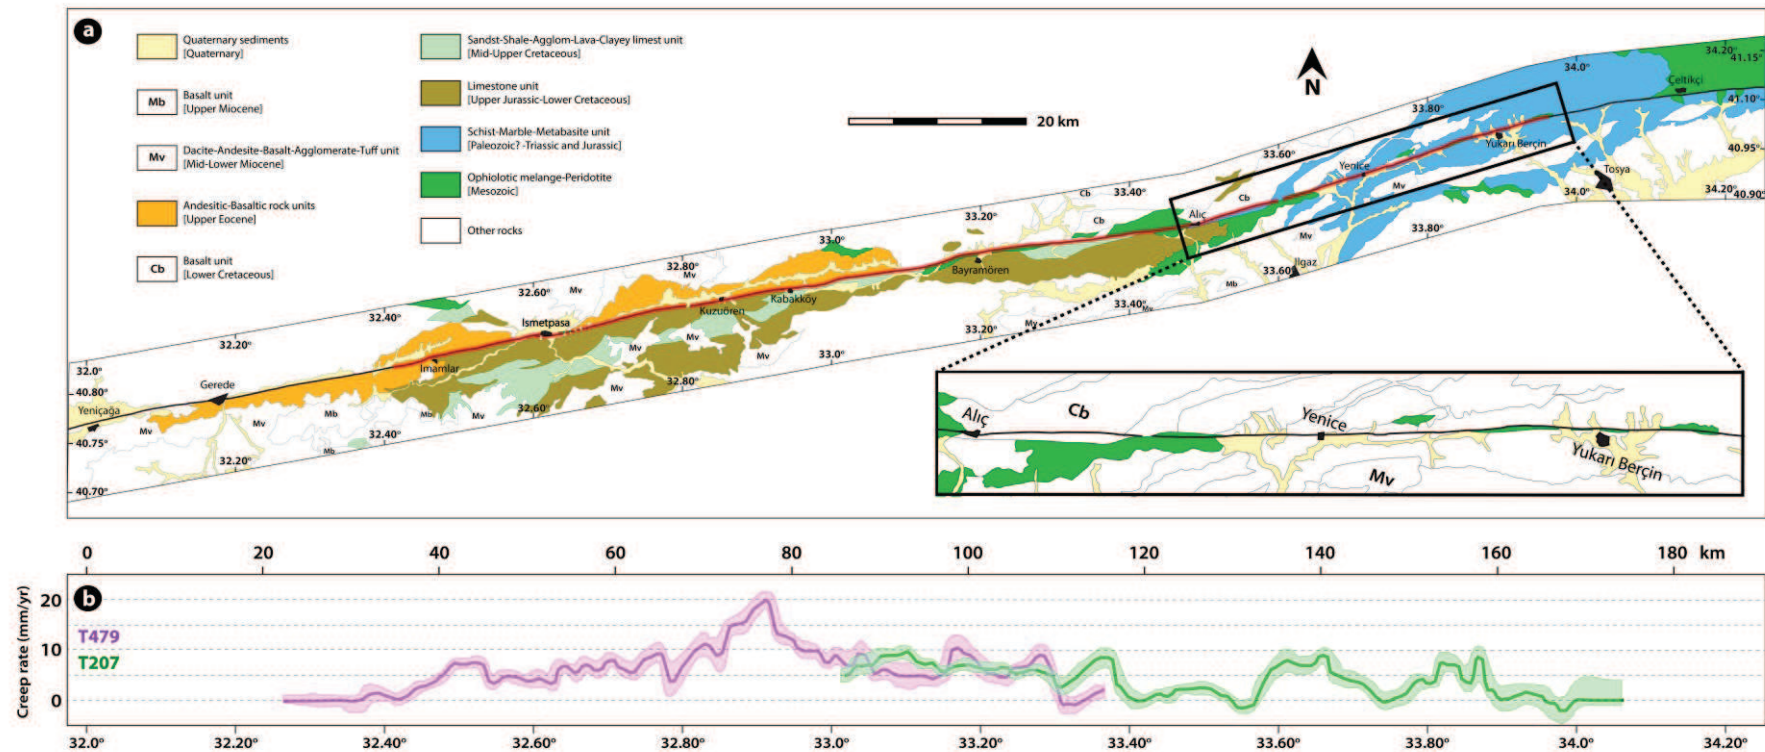 a
Quaternary sediments
[Quaternary]
Mb
Basalt unit
[Upper Miocene]
Mv
Dacite-Andesite-Basalt-Agglomerate-Tuff unit
[Mid-Lower Miocene]
Andesitic-Basaltic rock units
[Upper Eocene]
Cb
Basalt unit
[Lower Cretaceous]
Sandst-Shale-Agglom-Lava-Clayey limest unit
[Mid-Upper Cretaceous]
Limestone unit
[Upper Jurassic-Lower Cretaceous]
Schist-Marble-Metabasite unit
[Paleozoic? -Triassic and Jurassic]
Ophiolotic melange-Peridotite
[Mesozoic]
Other rocks
N
20 km
32.0°
32.20°
32.40°
32.60°
32.80°
33.0°
33.20°
33.40°
33.60°
33.80°
34.0°
34.20°
41.15°
41.10°
40.95°
40.90°
34.20°
34.0°
33.80°
33.60°
33.40°
33.20°
33.0°
32.80°
32.60°
32.40°
32.20°
40.80°
40.75°
40.70°
Yeniçağa
Gerede
Imamlar
Ismetpasa
Kuzuören
Kabakköy
Bayramören
Aliç
Ilgaz
Yenice
Yukarı Berçin
Tosya
Çeltikçi
Mv
Mv
Mb
Mb
Mb
Mv
Mv
Mv
Mv
Mv
Mv
Mv
Mv
Mv
Mb
Mv
Mv
Cb
Cb
Cb
Cb
Alıç
Cb
Yenice
Mv
Yukarı Berçin
0 20 40 60 80 100 120 140 160 180 km
b
Creep rate (mm/yr)
20
10
0
T479
T207
32.0° 32.20° 32.40° 32.60° 32.80° 33.0° 33.20° 33.40° 33.60° 33.80° 34.0° 34.20°